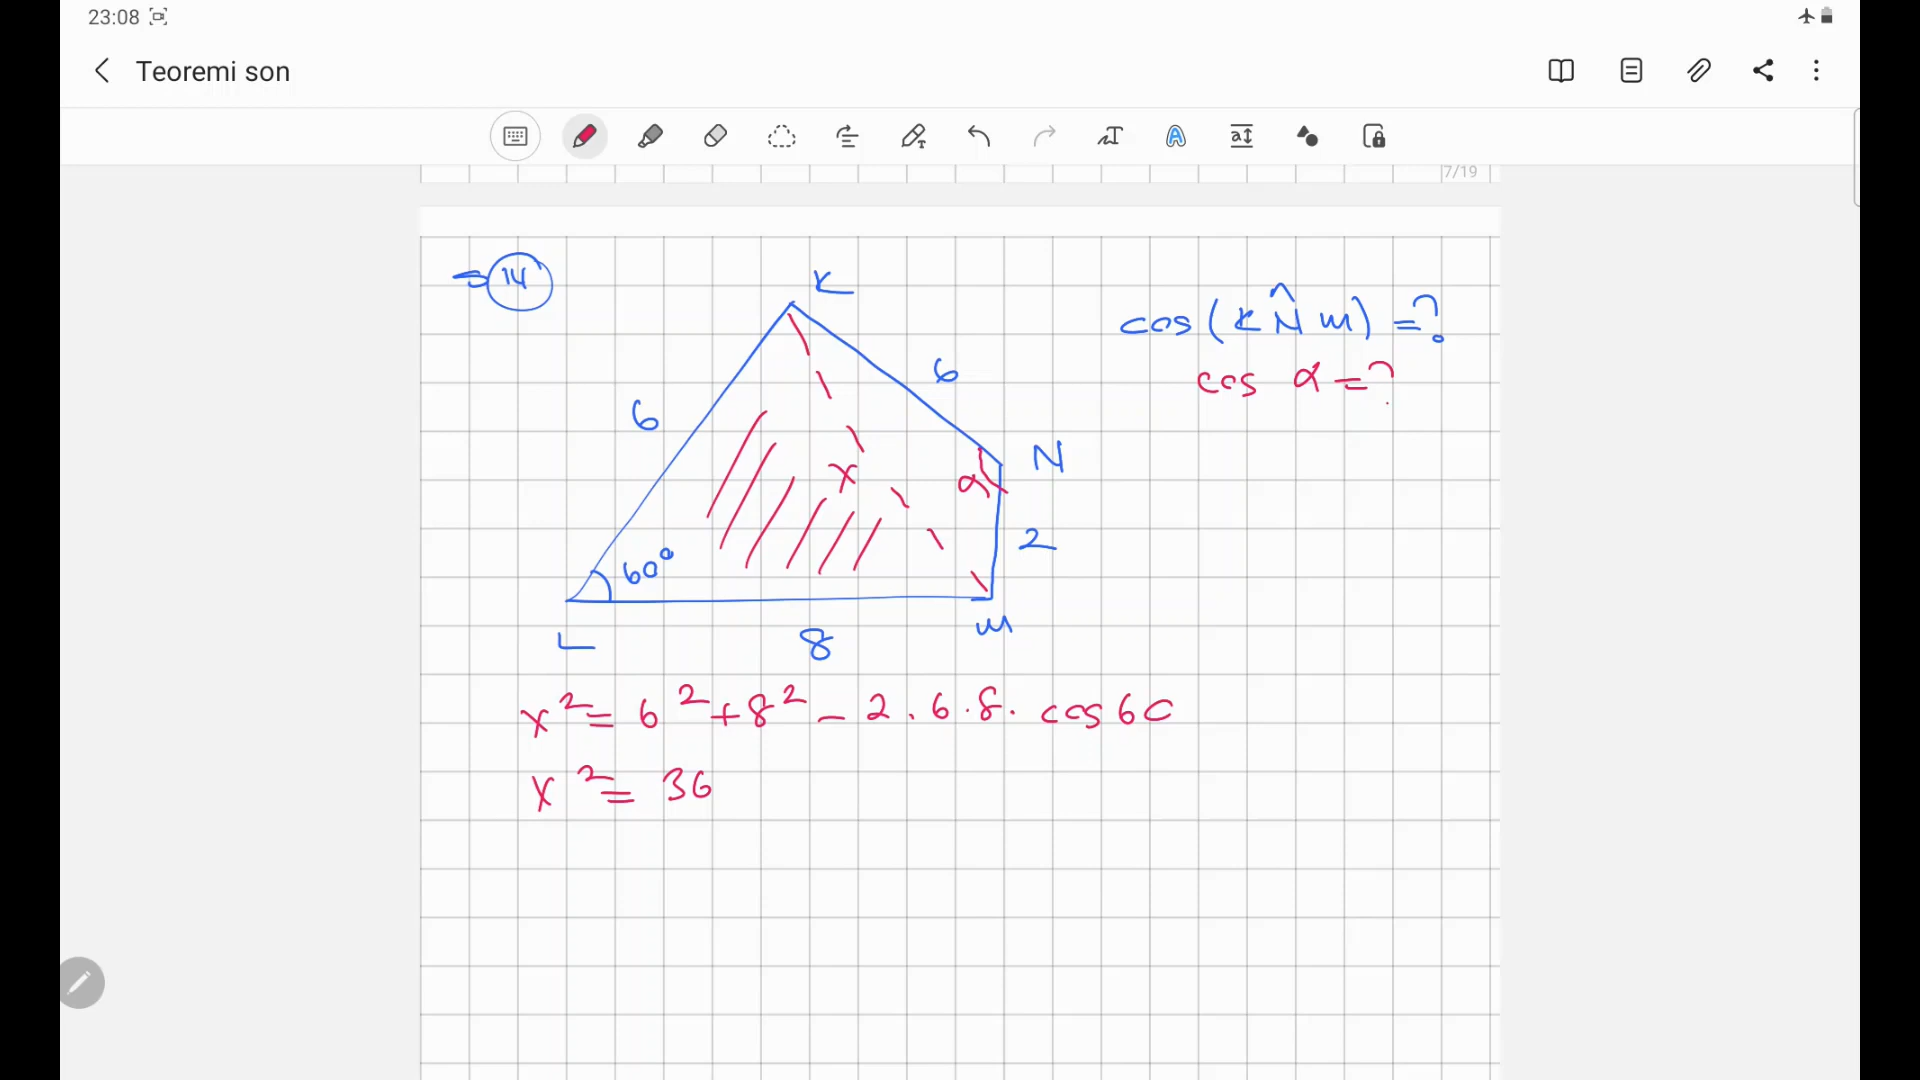 23:08
Teoremi son
7/19
14
K
cos(KN̂M) = ?
cos α = ?
6
6
N
α
x
2
60°
L
8
M
x² = 6² + 8² - 2 . 6 . 8 . cos 60
x² = 36